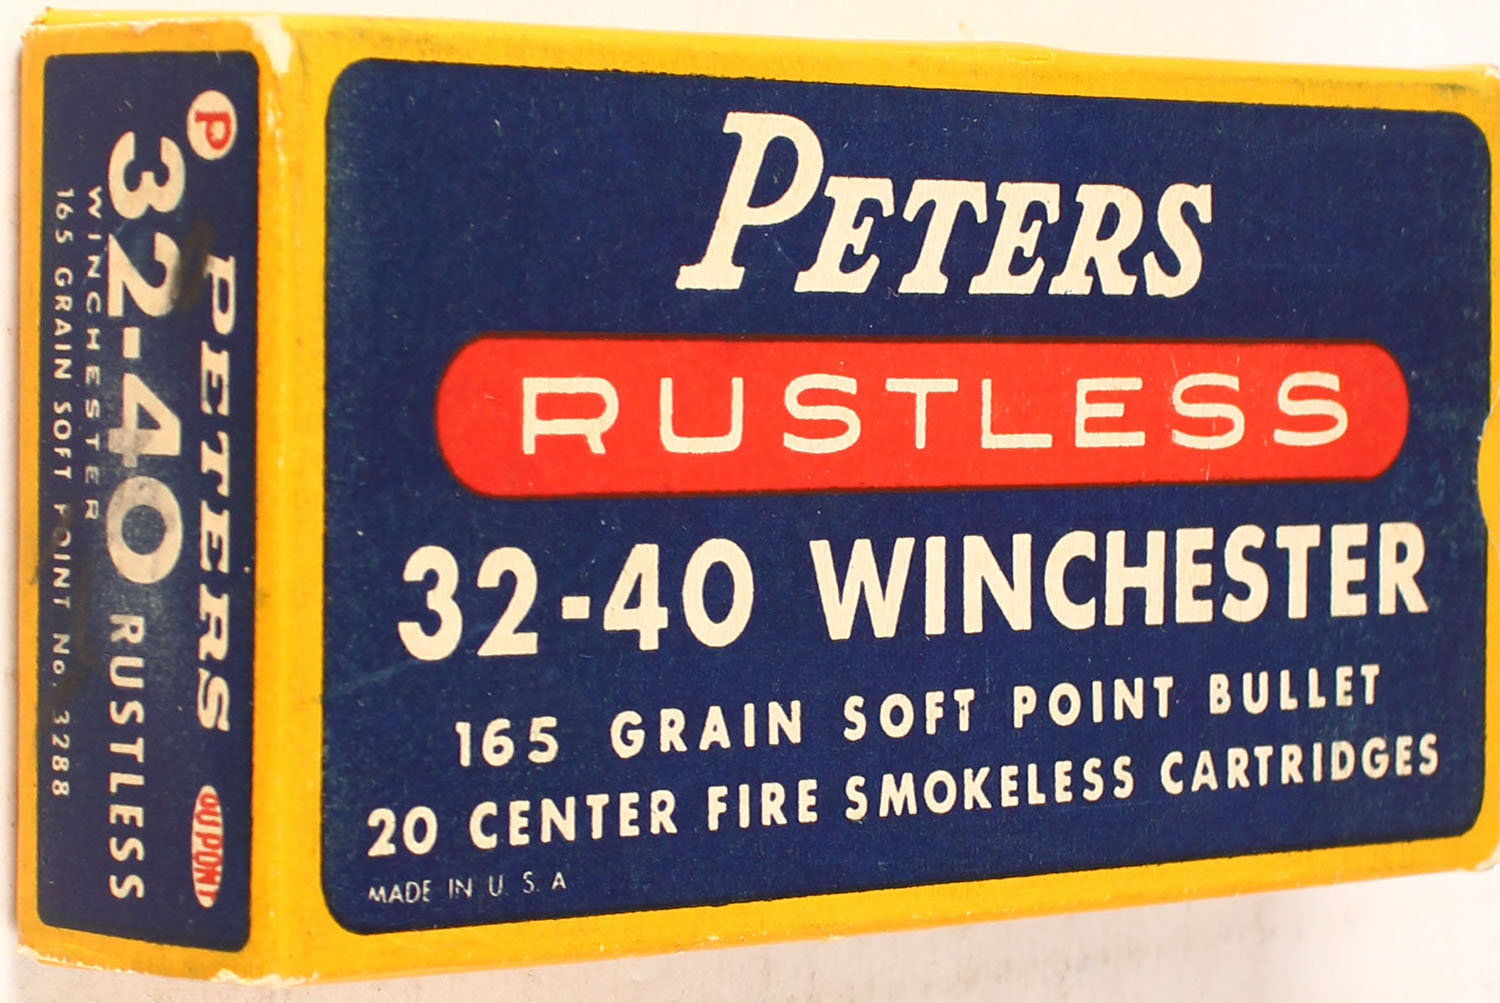 PETERS
RUSTLESS
32-40 WINCHESTER
165 GRAIN SOFT POINT BULLET
20 CENTER FIRE SMOKELESS CARTRIDGES
MADE IN U. S. A
P PETERS DUPONT
32-40 RUSTLESS
WINCHESTER
165 GRAIN SOFT POINT No. 3288